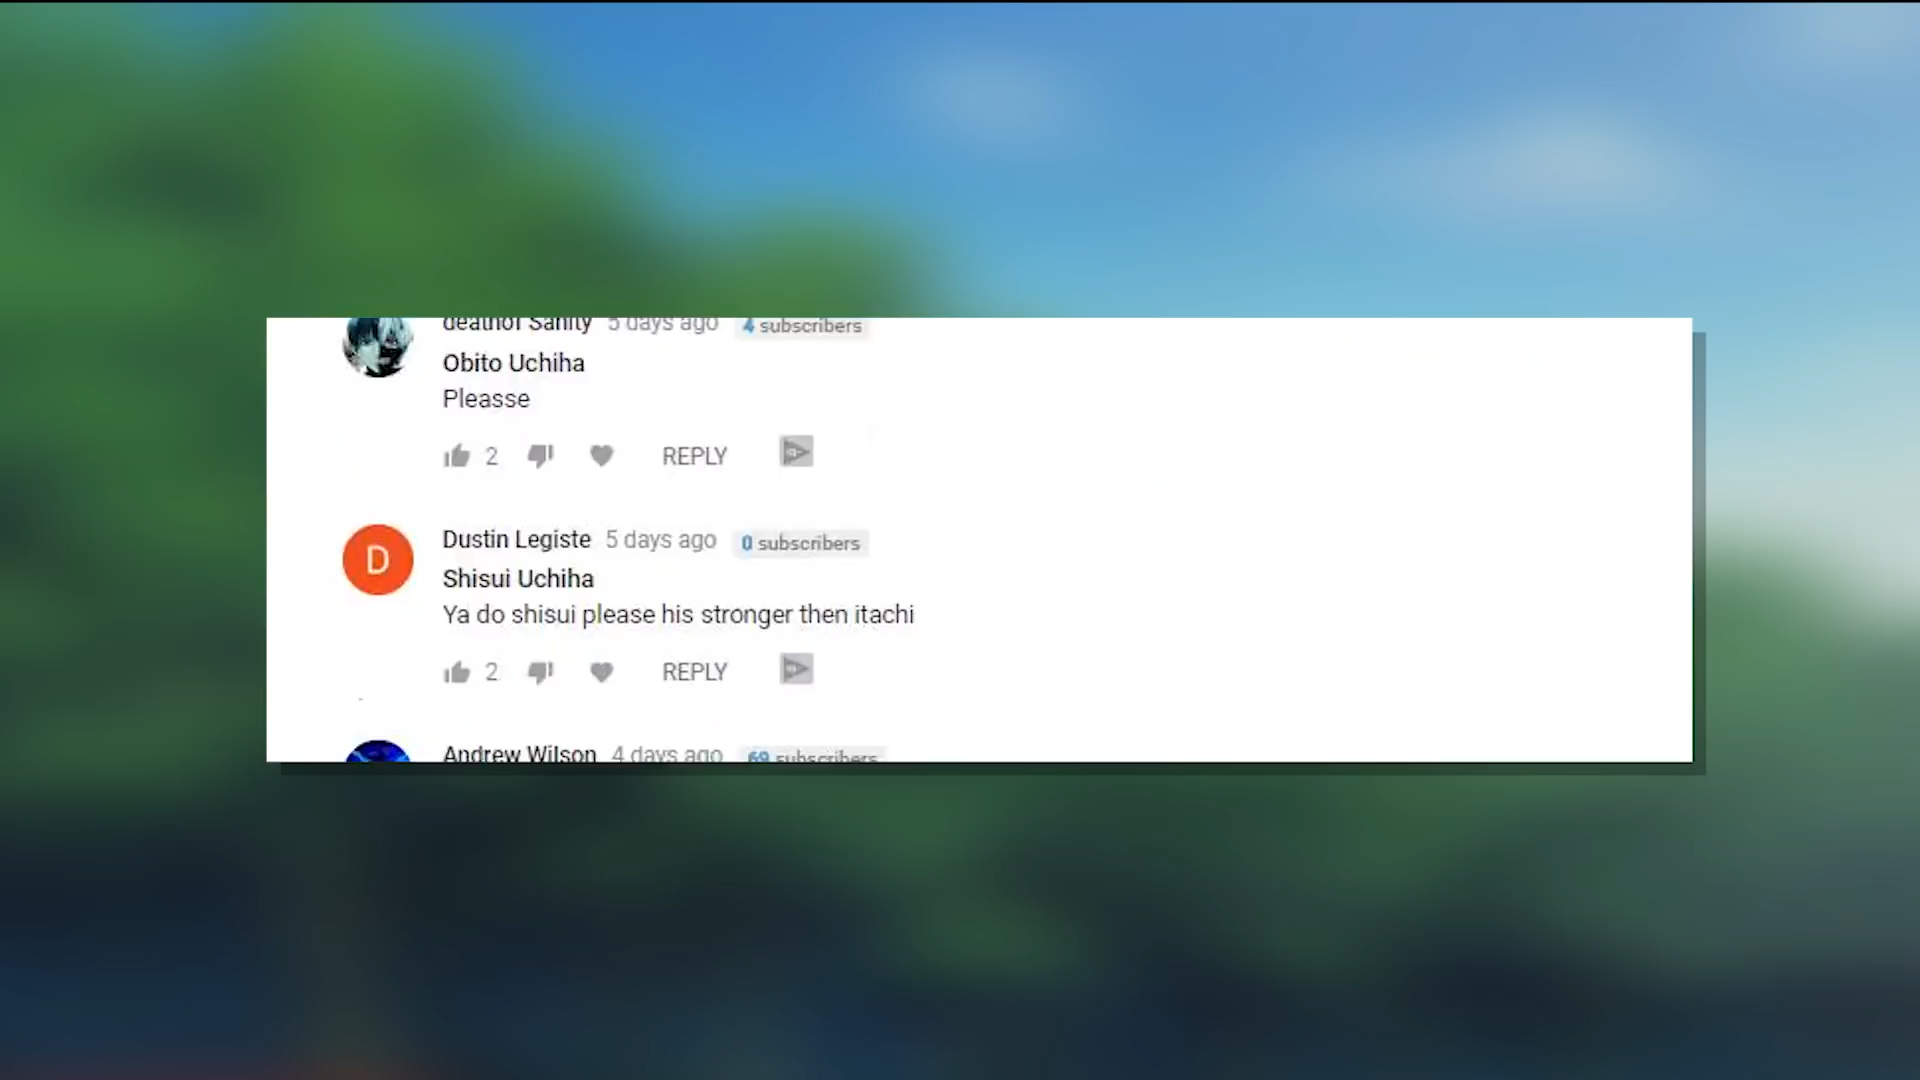 deathof Sanity 5 days ago 4 subscribers
Obito Uchiha
Pleasse
2 REPLY
D
Dustin Legiste 5 days ago 0 subscribers
Shisui Uchiha
Ya do shisui please his stronger then itachi
2 REPLY
Andrew Wilson 4 days ago 69 subscribers